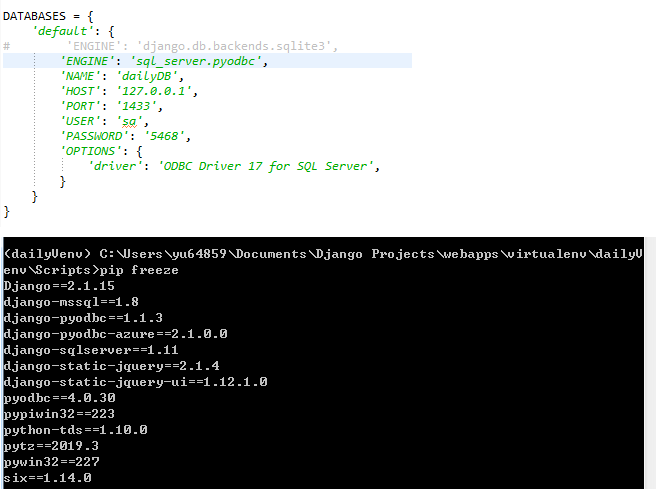 DATABASES = {
    'default': {
#        'ENGINE': 'django.db.backends.sqlite3',
        'ENGINE': 'sql_server.pyodbc',
        'NAME': 'dailyDB',
        'HOST': '127.0.0.1',
        'PORT': '1433',
        'USER': 'sa',
        'PASSWORD': '5468',
        'OPTIONS': {
            'driver': 'ODBC Driver 17 for SQL Server',
        }
    }
}
(dailyVenv) C:\Users\yu64859\Documents\Django Projects\webapps\virtualenv\dailyV
env\Scripts>pip freeze
Django==2.1.15
django-mssql==1.8
django-pyodbc==1.1.3
django-pyodbc-azure==2.1.0.0
django-sqlserver==1.11
django-static-jquery==2.1.4
django-static-jquery-ui==1.12.1.0
pyodbc==4.0.30
pypiwin32==223
python-tds==1.10.0
pytz==2019.3
pywin32==227
six==1.14.0